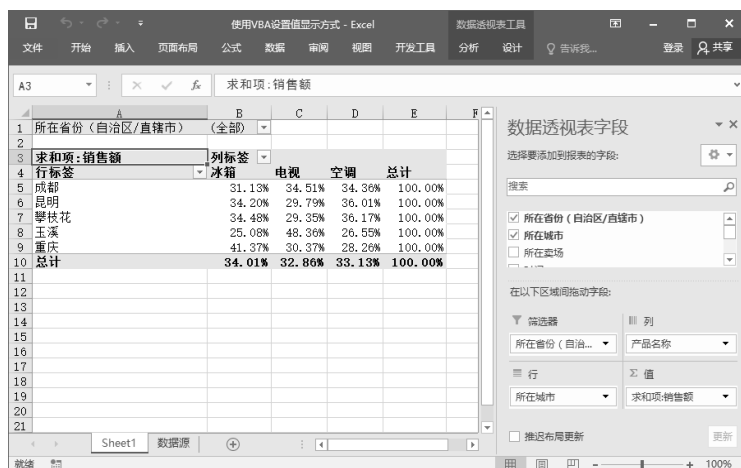 使用VBA设置值显示方式 - Excel
数据透视表工具
文件 开始 插入 页面布局 公式 数据 审阅 视图 开发工具 分析 设计 告诉我... 登录 共享
A3 fx 求和项:销售额
A B C D E F
1 所在省份（自治区/直辖市） (全部)
2
3 求和项:销售额 列标签
4 行标签 冰箱 电视 空调 总计
5 成都 31.13% 34.51% 34.36% 100.00%
6 昆明 34.20% 29.79% 36.01% 100.00%
7 攀枝花 34.48% 29.35% 36.17% 100.00%
8 玉溪 25.08% 48.36% 26.55% 100.00%
9 重庆 41.37% 30.37% 28.26% 100.00%
10 总计 34.01% 32.86% 33.13% 100.00%
11
12
13
14
15
16
17
18
19
20
21
Sheet1 数据源
就绪
100%
数据透视表字段
选择要添加到报表的字段:
搜索
所在省份（自治区/直辖市）
所在城市
所在卖场
在以下区域间拖动字段:
筛选器 列
所在省份（自治... 产品名称
行 Σ 值
所在城市 求和项:销售额
推迟布局更新 更新